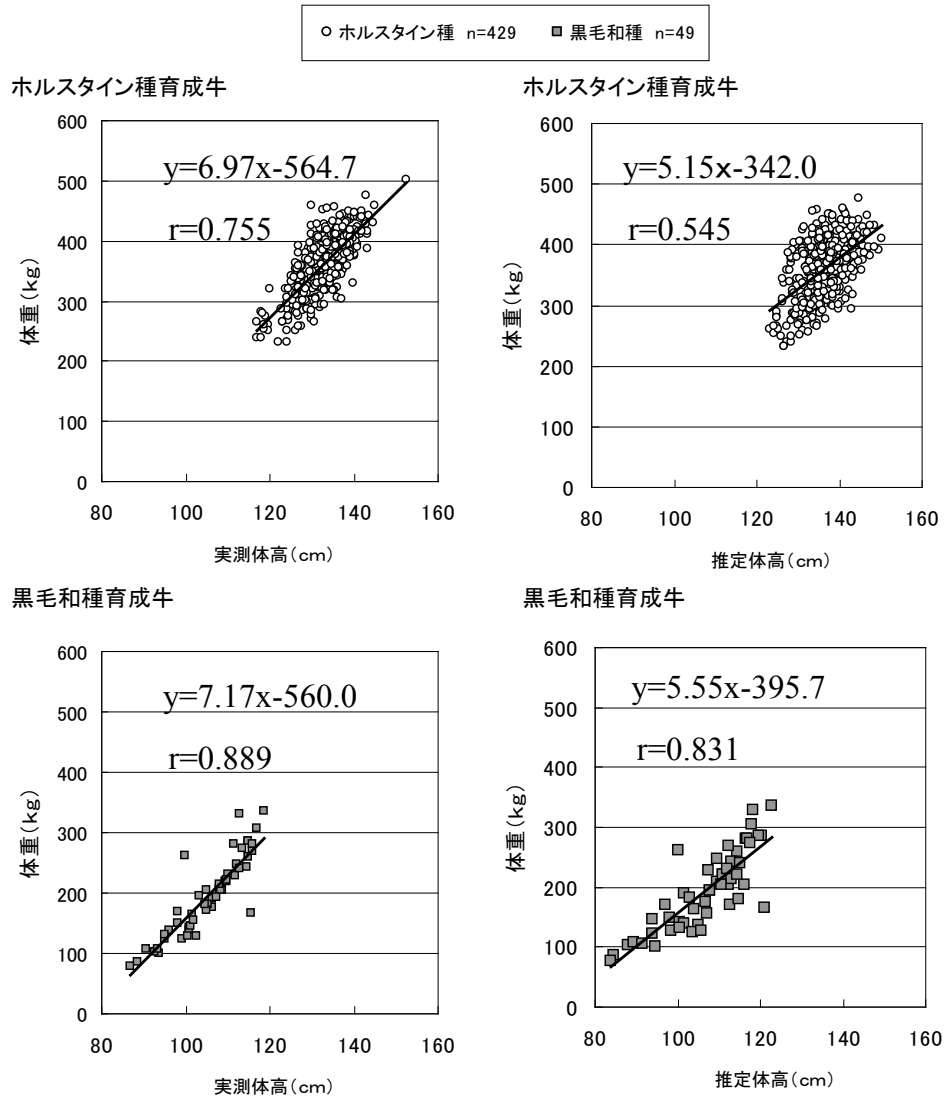 ホルスタイン種 n=429 黒毛和種 n=49
ホルスタイン種育成牛
600
500
400
300
200
100
0
体重(kg)
y=6.97x-564.7
r=0.755
80 100 120 140 160
実測体高(cm)
ホルスタイン種育成牛
600
500
400
300
200
100
0
体重(kg)
y=5.15x-342.0
r=0.545
80 100 120 140 160
推定体高(cm)
黒毛和種育成牛
600
500
400
300
200
100
0
体重(kg)
y=7.17x-560.0
r=0.889
80 100 120 140 160
実測体高(cm)
黒毛和種育成牛
600
500
400
300
200
100
0
体重(kg)
y=5.55x-395.7
r=0.831
80 100 120 140 160
推定体高(cm)